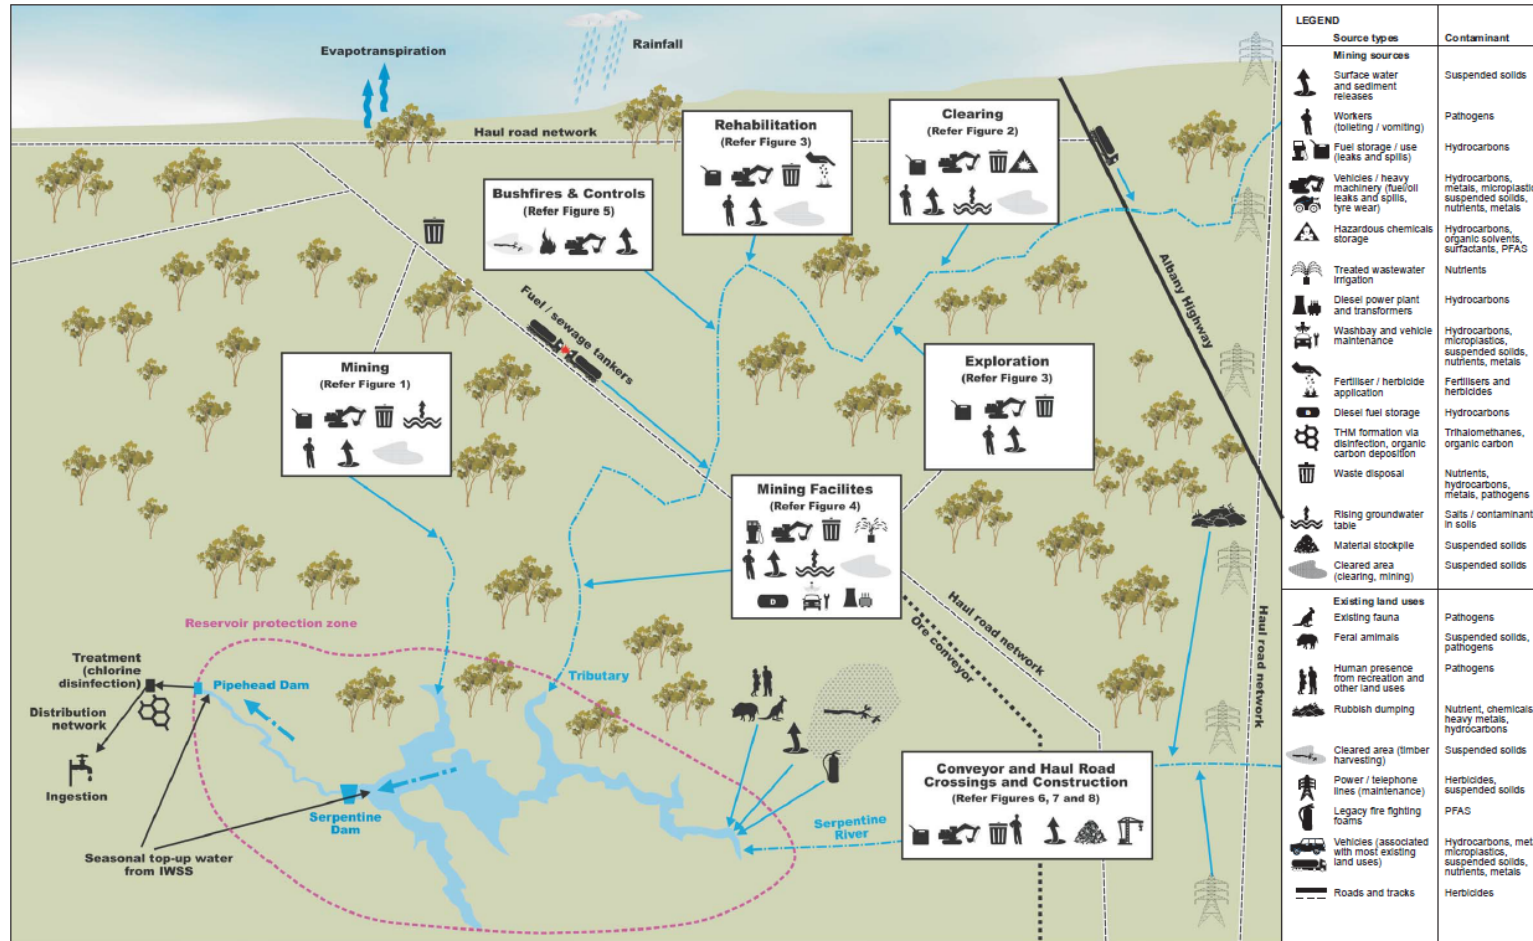 Evapotranspiration
Rainfall
Haul road network
Rehabilitation
(Refer Figure 3)
Clearing
(Refer Figure 2)
Bushfires & Controls
(Refer Figure 5)
Fuel / sewage tankers
Albany Highway
Mining
(Refer Figure 1)
Exploration
(Refer Figure 3)
Mining Facilites
(Refer Figure 4)
D
Haul road network
Ore conveyor
Haul road network
Reservoir protection zone
Treatment
(chlorine
disinfection)
Pipehead Dam
Tributary
Distribution
network
Ingestion
Serpentine
Dam
Serpentine
River
Seasonal top-up water
from IWSS
Conveyor and Haul Road
Crossings and Construction
(Refer Figures 6, 7 and 8)
LEGEND
Source types Contaminant
Mining sources
Surface water Suspended solids
and sediment
releases
Workers Pathogens
(toileting / vomiting)
Fuel storage / use Hydrocarbons
(leaks and spills)
Vehicles / heavy Hydrocarbons,
machinery (fuel/oil metals, microplastic
leaks and spills, suspended solids,
tyre wear) nutrients, metals
Hazardous chemicals Hydrocarbons,
storage organic solvents,
surfactants, PFAS
Treated wastewater Nutrients
irrigation
Diesel power plant Hydrocarbons
and transformers
Washbay and vehicle Hydrocarbons,
maintenance microplastics,
suspended solids,
nutrients, metals
Fertiliser / herbicide Fertilisers and
application herbicides
D Diesel fuel storage Hydrocarbons
THM formation via Trihalomethanes,
disinfection, organic organic carbon
carbon deposition
Waste disposal Nutrients,
hydrocarbons,
metals, pathogens
Rising groundwater Salts / contaminant
table in soils
Material stockpile Suspended solids
Cleared area Suspended solids
(clearing, mining)
Existing land uses
Existing fauna Pathogens
Feral animals Suspended solids,
pathogens
Human presence Pathogens
from recreation and
other land uses
Rubbish dumping Nutrient, chemicals
heavy metals,
hydrocarbons
Cleared area (timber Suspended solids
harvesting)
Power / telephone Herbicides,
lines (maintenance) suspended solids
Legacy fire fighting PFAS
foams
Vehicles (associated Hydrocarbons, met
with most existing microplastics,
land uses) suspended solids,
nutrients, metals
Roads and tracks Herbicides